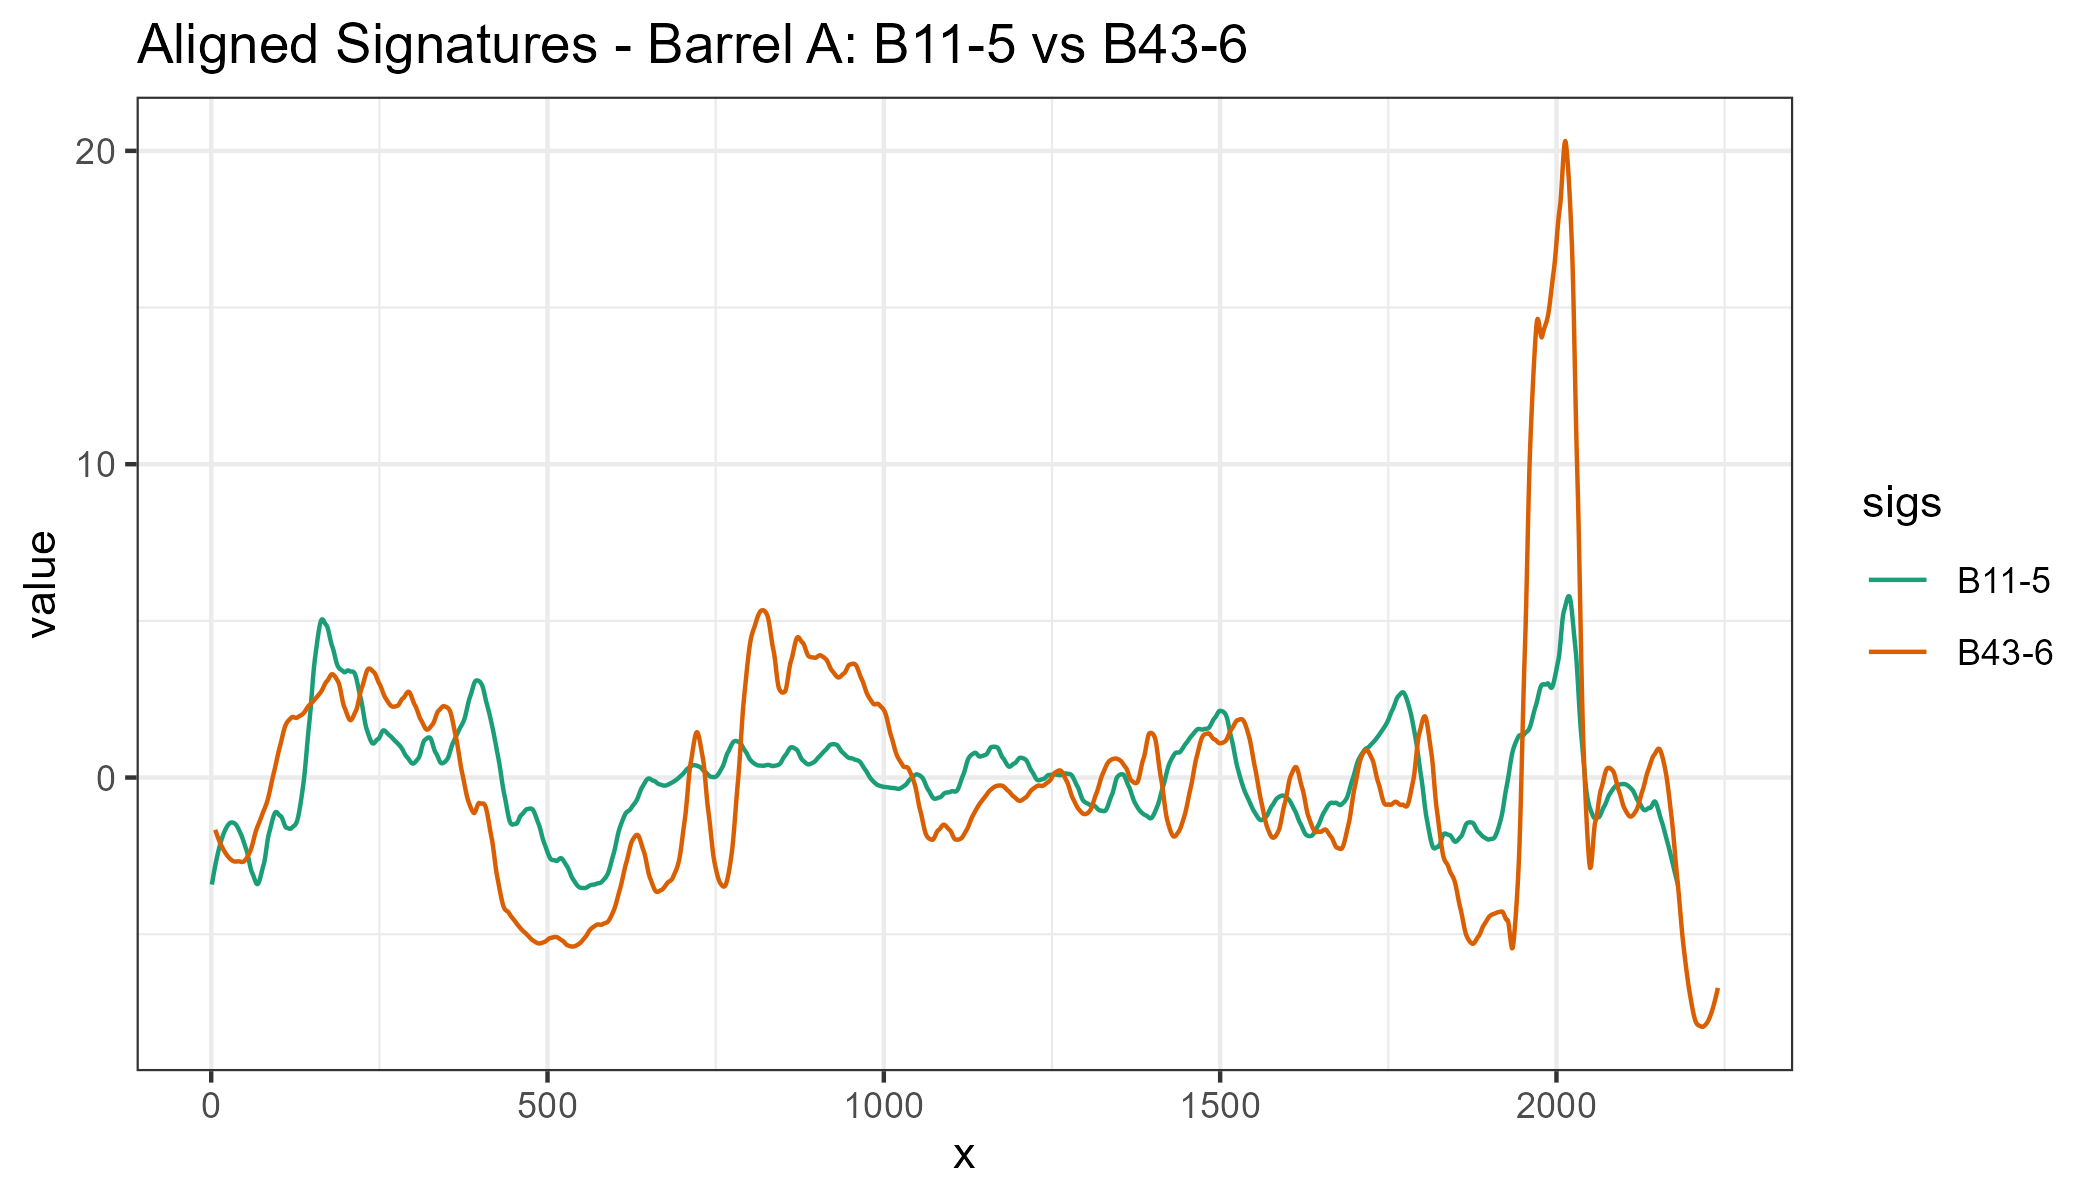 Aligned Signatures - Barrel A: B11-5 vs B43-6
20
10
0
value
0 500 1000 1500 2000
x
sigs
B11-5
B43-6